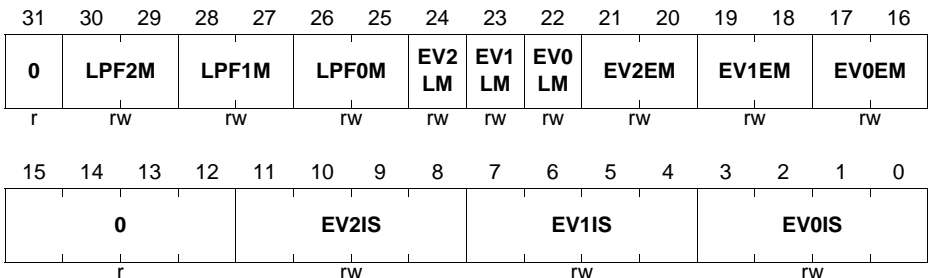 31 30 29 28 27 26 25 24 23 22 21 20 19 18 17 16
0 LPF2M LPF1M LPF0M EV2 LM EV1 LM EV0 LM EV2EM EV1EM EV0EM
r rw rw rw rw rw rw rw rw rw
15 14 13 12 11 10 9 8 7 6 5 4 3 2 1 0
0 EV2IS EV1IS EV0IS
r rw rw rw